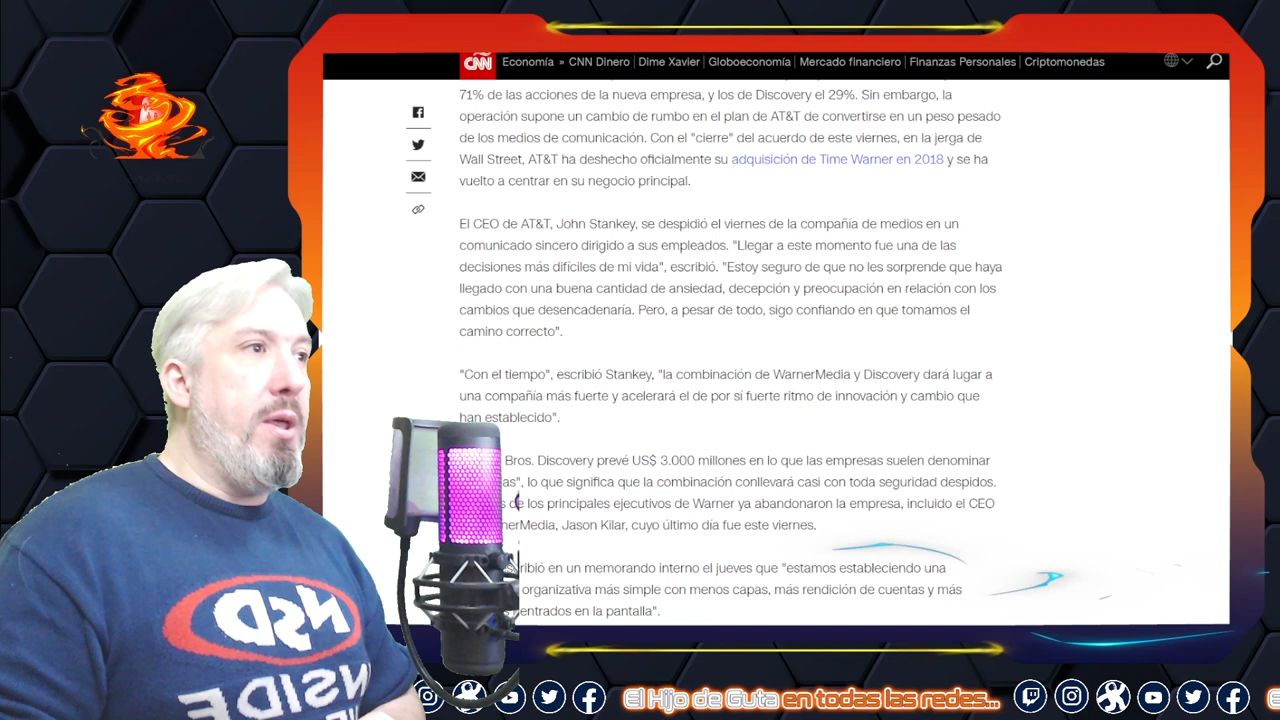 CNN
Economía » CNN Dinero | Dime Xavier | Globoeconomía | Mercado financiero | Finanzas Personales | Criptomonedas
71% de las acciones de la nueva empresa, y los de Discovery el 29%. Sin embargo, la
operación supone un cambio de rumbo en el plan de AT&T de convertirse en un peso pesado
de los medios de comunicación. Con el "cierre" del acuerdo de este viernes, en la jerga de
Wall Street, AT&T ha deshecho oficialmente su adquisición de Time Warner en 2018 y se ha
vuelto a centrar en su negocio principal.
El CEO de AT&T, John Stankey, se despidió el viernes de la compañía de medios en un
comunicado sincero dirigido a sus empleados. "Llegar a este momento fue una de las
decisiones más difíciles de mi vida", escribió. "Estoy seguro de que no les sorprende que haya
llegado con una buena cantidad de ansiedad, decepción y preocupación en relación con los
cambios que desencadenaría. Pero, a pesar de todo, sigo confiando en que tomamos el
camino correcto".
"Con el tiempo", escribió Stankey, "la combinación de WarnerMedia y Discovery dará lugar a
una compañía más fuerte y acelerará el de por sí fuerte ritmo de innovación y cambio que
han establecido".
Bros. Discovery prevé US$ 3.000 millones en lo que las empresas suelen denominar
as", lo que significa que la combinación conllevará casi con toda seguridad despidos.
s de los principales ejecutivos de Warner ya abandonaron la empresa, incluido el CEO
nerMedia, Jason Kilar, cuyo último día fue este viernes.
ribió en un memorando interno el jueves que "estamos estableciendo una
organizativa más simple con menos capas, más rendición de cuentas y más
entrados en la pantalla".
NSD
INSIDE
El Hijo de Guta en todas las redes...